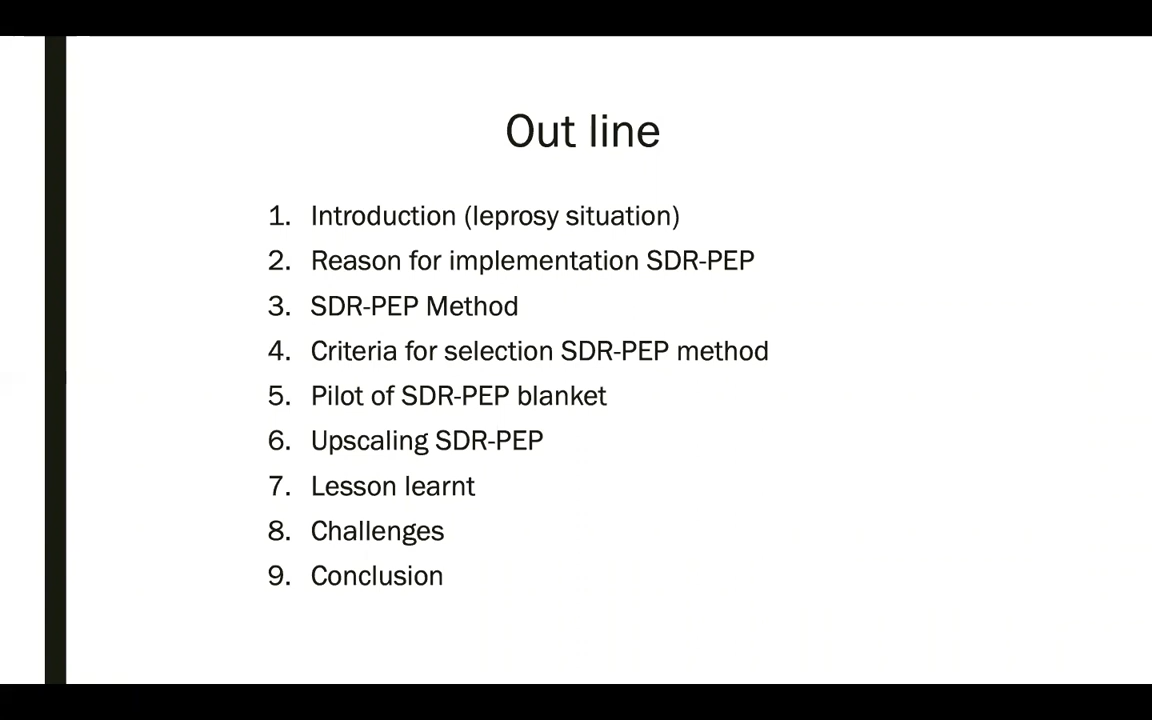 Out line
1. Introduction (leprosy situation)
2. Reason for implementation SDR-PEP
3. SDR-PEP Method
4. Criteria for selection SDR-PEP method
5. Pilot of SDR-PEP blanket
6. Upscaling SDR-PEP
7. Lesson learnt
8. Challenges
9. Conclusion